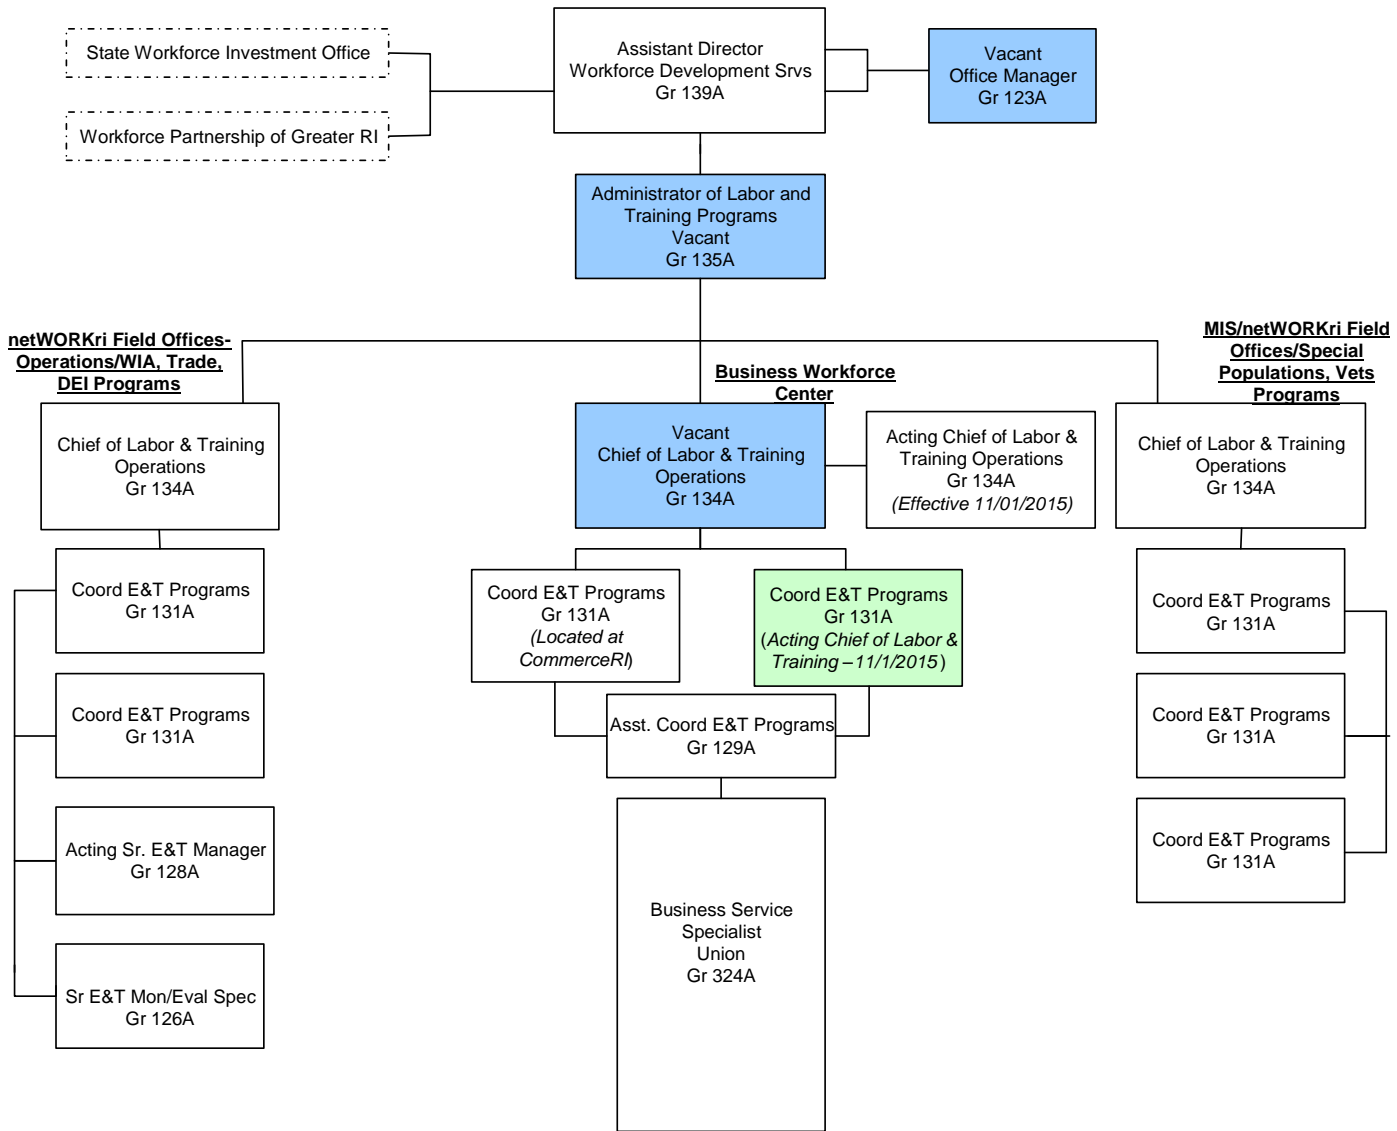 State Workforce Investment Office
Workforce Partnership of Greater RI
Assistant Director
Workforce Development Srvs
Gr 139A
Vacant
Office Manager
Gr 123A
Administrator of Labor and
Training Programs
Vacant
Gr 135A
netWORKri Field Offices-
Operations/WIA, Trade,
DEI Programs
Business Workforce
Center
MIS/netWORKri Field
Offices/Special
Populations, Vets
Programs
Chief of Labor & Training
Operations
Gr 134A
Vacant
Chief of Labor & Training
Operations
Gr 134A
Acting Chief of Labor &
Training Operations
Gr 134A
(Effective 11/01/2015)
Chief of Labor & Training
Operations
Gr 134A
Coord E&T Programs
Gr 131A
Coord E&T Programs
Gr 131A
Acting Sr. E&T Manager
Gr 128A
Sr E&T Mon/Eval Spec
Gr 126A
Coord E&T Programs
Gr 131A
(Located at
CommerceRI)
Coord E&T Programs
Gr 131A
(Acting Chief of Labor &
Training –11/1/2015 )
Asst. Coord E&T Programs
Gr 129A
Business Service
Specialist
Union
Gr 324A
Coord E&T Programs
Gr 131A
Coord E&T Programs
Gr 131A
Coord E&T Programs
Gr 131A